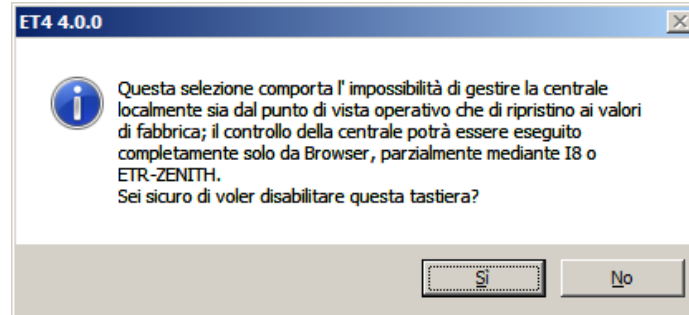 ET4 4.0.0
Questa selezione comporta l' impossibilità di gestire la centrale
localmente sia dal punto di vista operativo che di ripristino ai valori
di fabbrica; il controllo della centrale potrà essere eseguito
completamente solo da Browser, parzialmente mediante I8 o
ETR-ZENITH.
Sei sicuro di voler disabilitare questa tastiera?
Sì
No